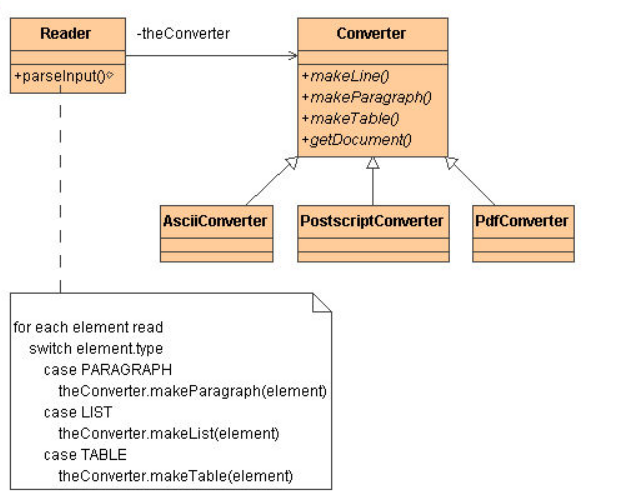 Reader
-theConverter
Converter
+parseInput()
+makeLine()
+makeParagraph()
+makeTable()
+getDocument()
AsciiConverter
PostscriptConverter
PdfConverter
for each element read
switch element.type
case PARAGRAPH
theConverter.makeParagraph(element)
case LIST
theConverter.makeList(element)
case TABLE
theConverter.makeTable(element)